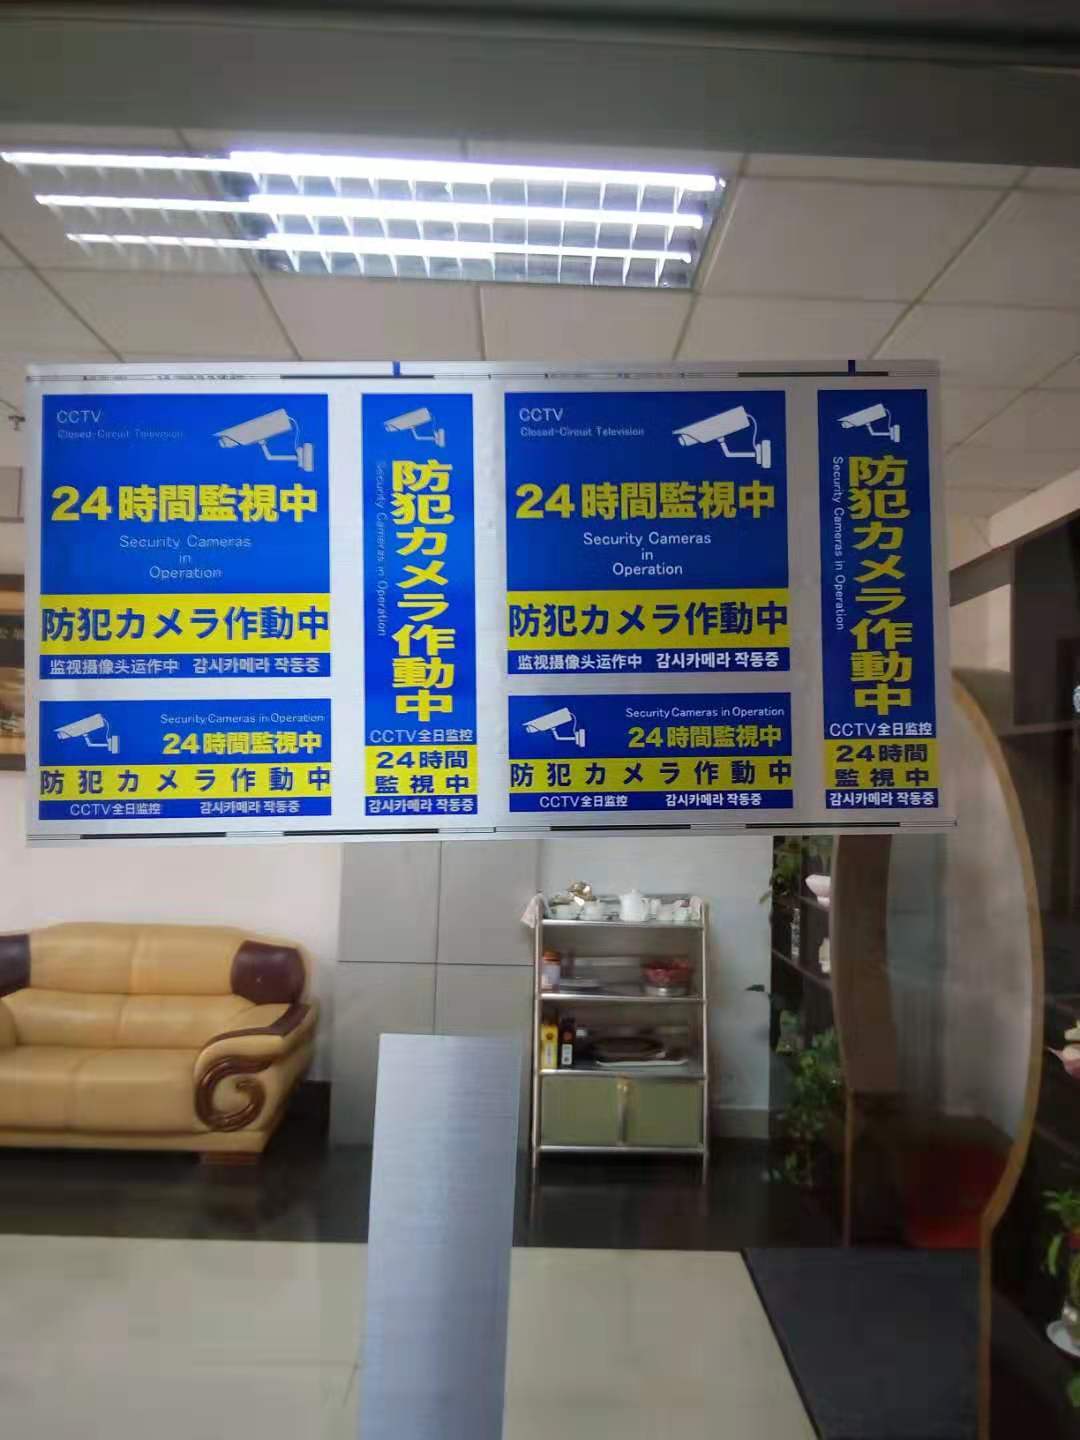 CCTV
Closed-Circuit Television
24時間監視中
Security Cameras
in
Operation
防犯カメラ作動中
监视摄像头运作中 감시카메라 작동중
Security Cameras in Operation
24時間監視中
防犯カメラ作動中
CCTV全日监控 감시카메라 작동중
防犯カメラ作動中
Security Cameras in Operation
CCTV全日监控
24時間
監視中
감시카메라 작동중
CCTV
Closed-Circuit Television
24時間監視中
Security Cameras
in
Operation
防犯カメラ作動中
监视摄像头运作中 감시카메라 작동중
Security Cameras in Operation
24時間監視中
防犯カメラ作動中
CCTV全日监控 감시카메라 작동중
防犯カメラ作動中
Security Cameras in Operation
CCTV全日监控
24時間
監視中
감시카메라 작동중